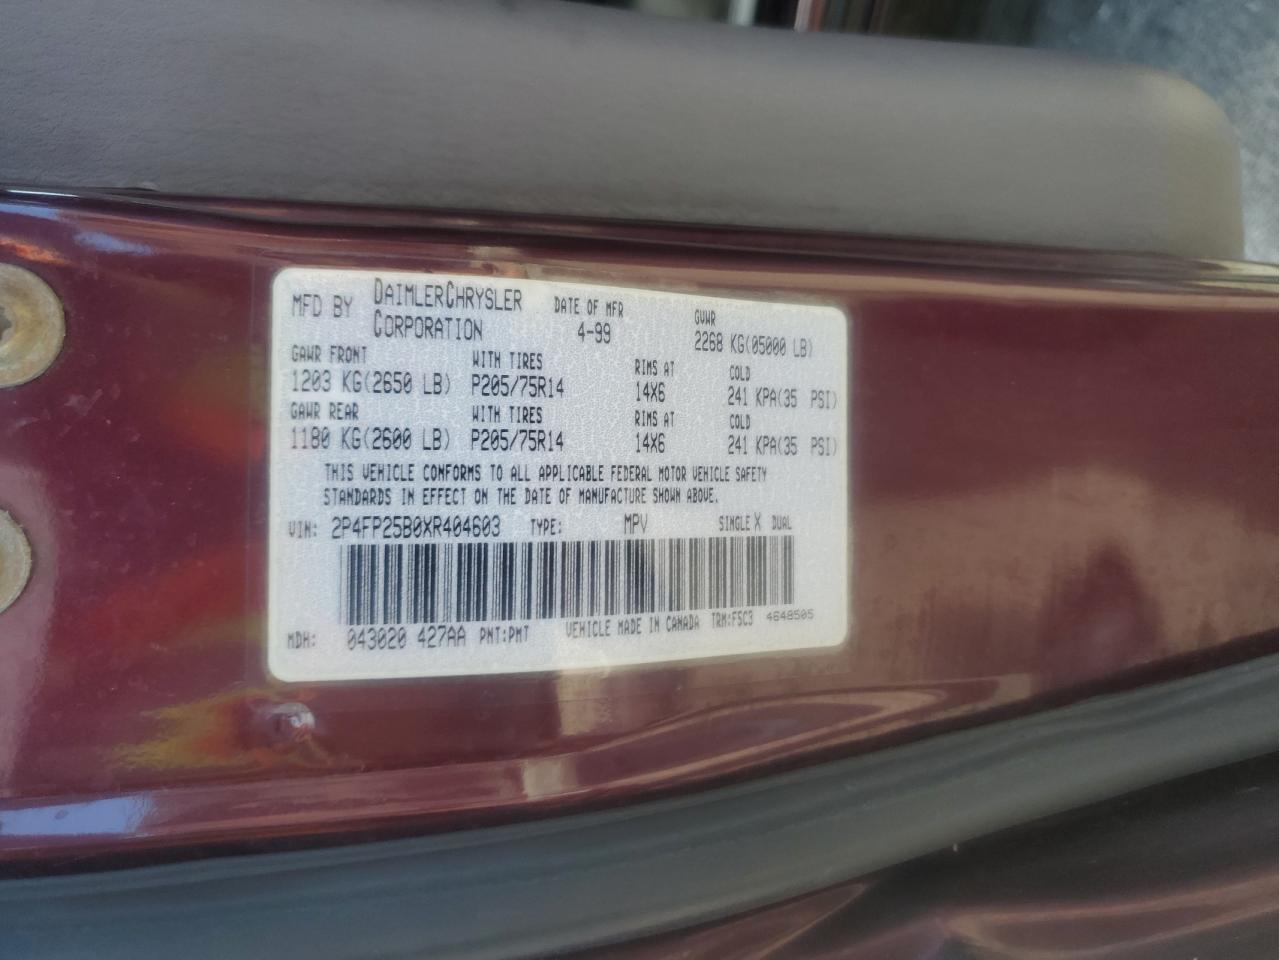 MFD BY DAIMLERCHRYSLER CORPORATION DATE OF MFR 4-99 GVWR 2268 KG(05000 LB)
GAWR FRONT WITH TIRES RIMS AT COLD
1203 KG(2650 LB) P205/75R14 14X6 241 KPA(35 PSI)
GAWR REAR WITH TIRES RIMS AT COLD
1180 KG(2600 LB) P205/75R14 14X6 241 KPA(35 PSI)
THIS VEHICLE CONFORMS TO ALL APPLICABLE FEDERAL MOTOR VEHICLE SAFETY
STANDARDS IN EFFECT ON THE DATE OF MANUFACTURE SHOWN ABOVE.
VIN: 2P4FP25B0XR404603 TYPE: MPV SINGLE X DUAL
MDH: 043020 427AA PNT:PMT VEHICLE MADE IN CANADA TRM:F5C3 4648505